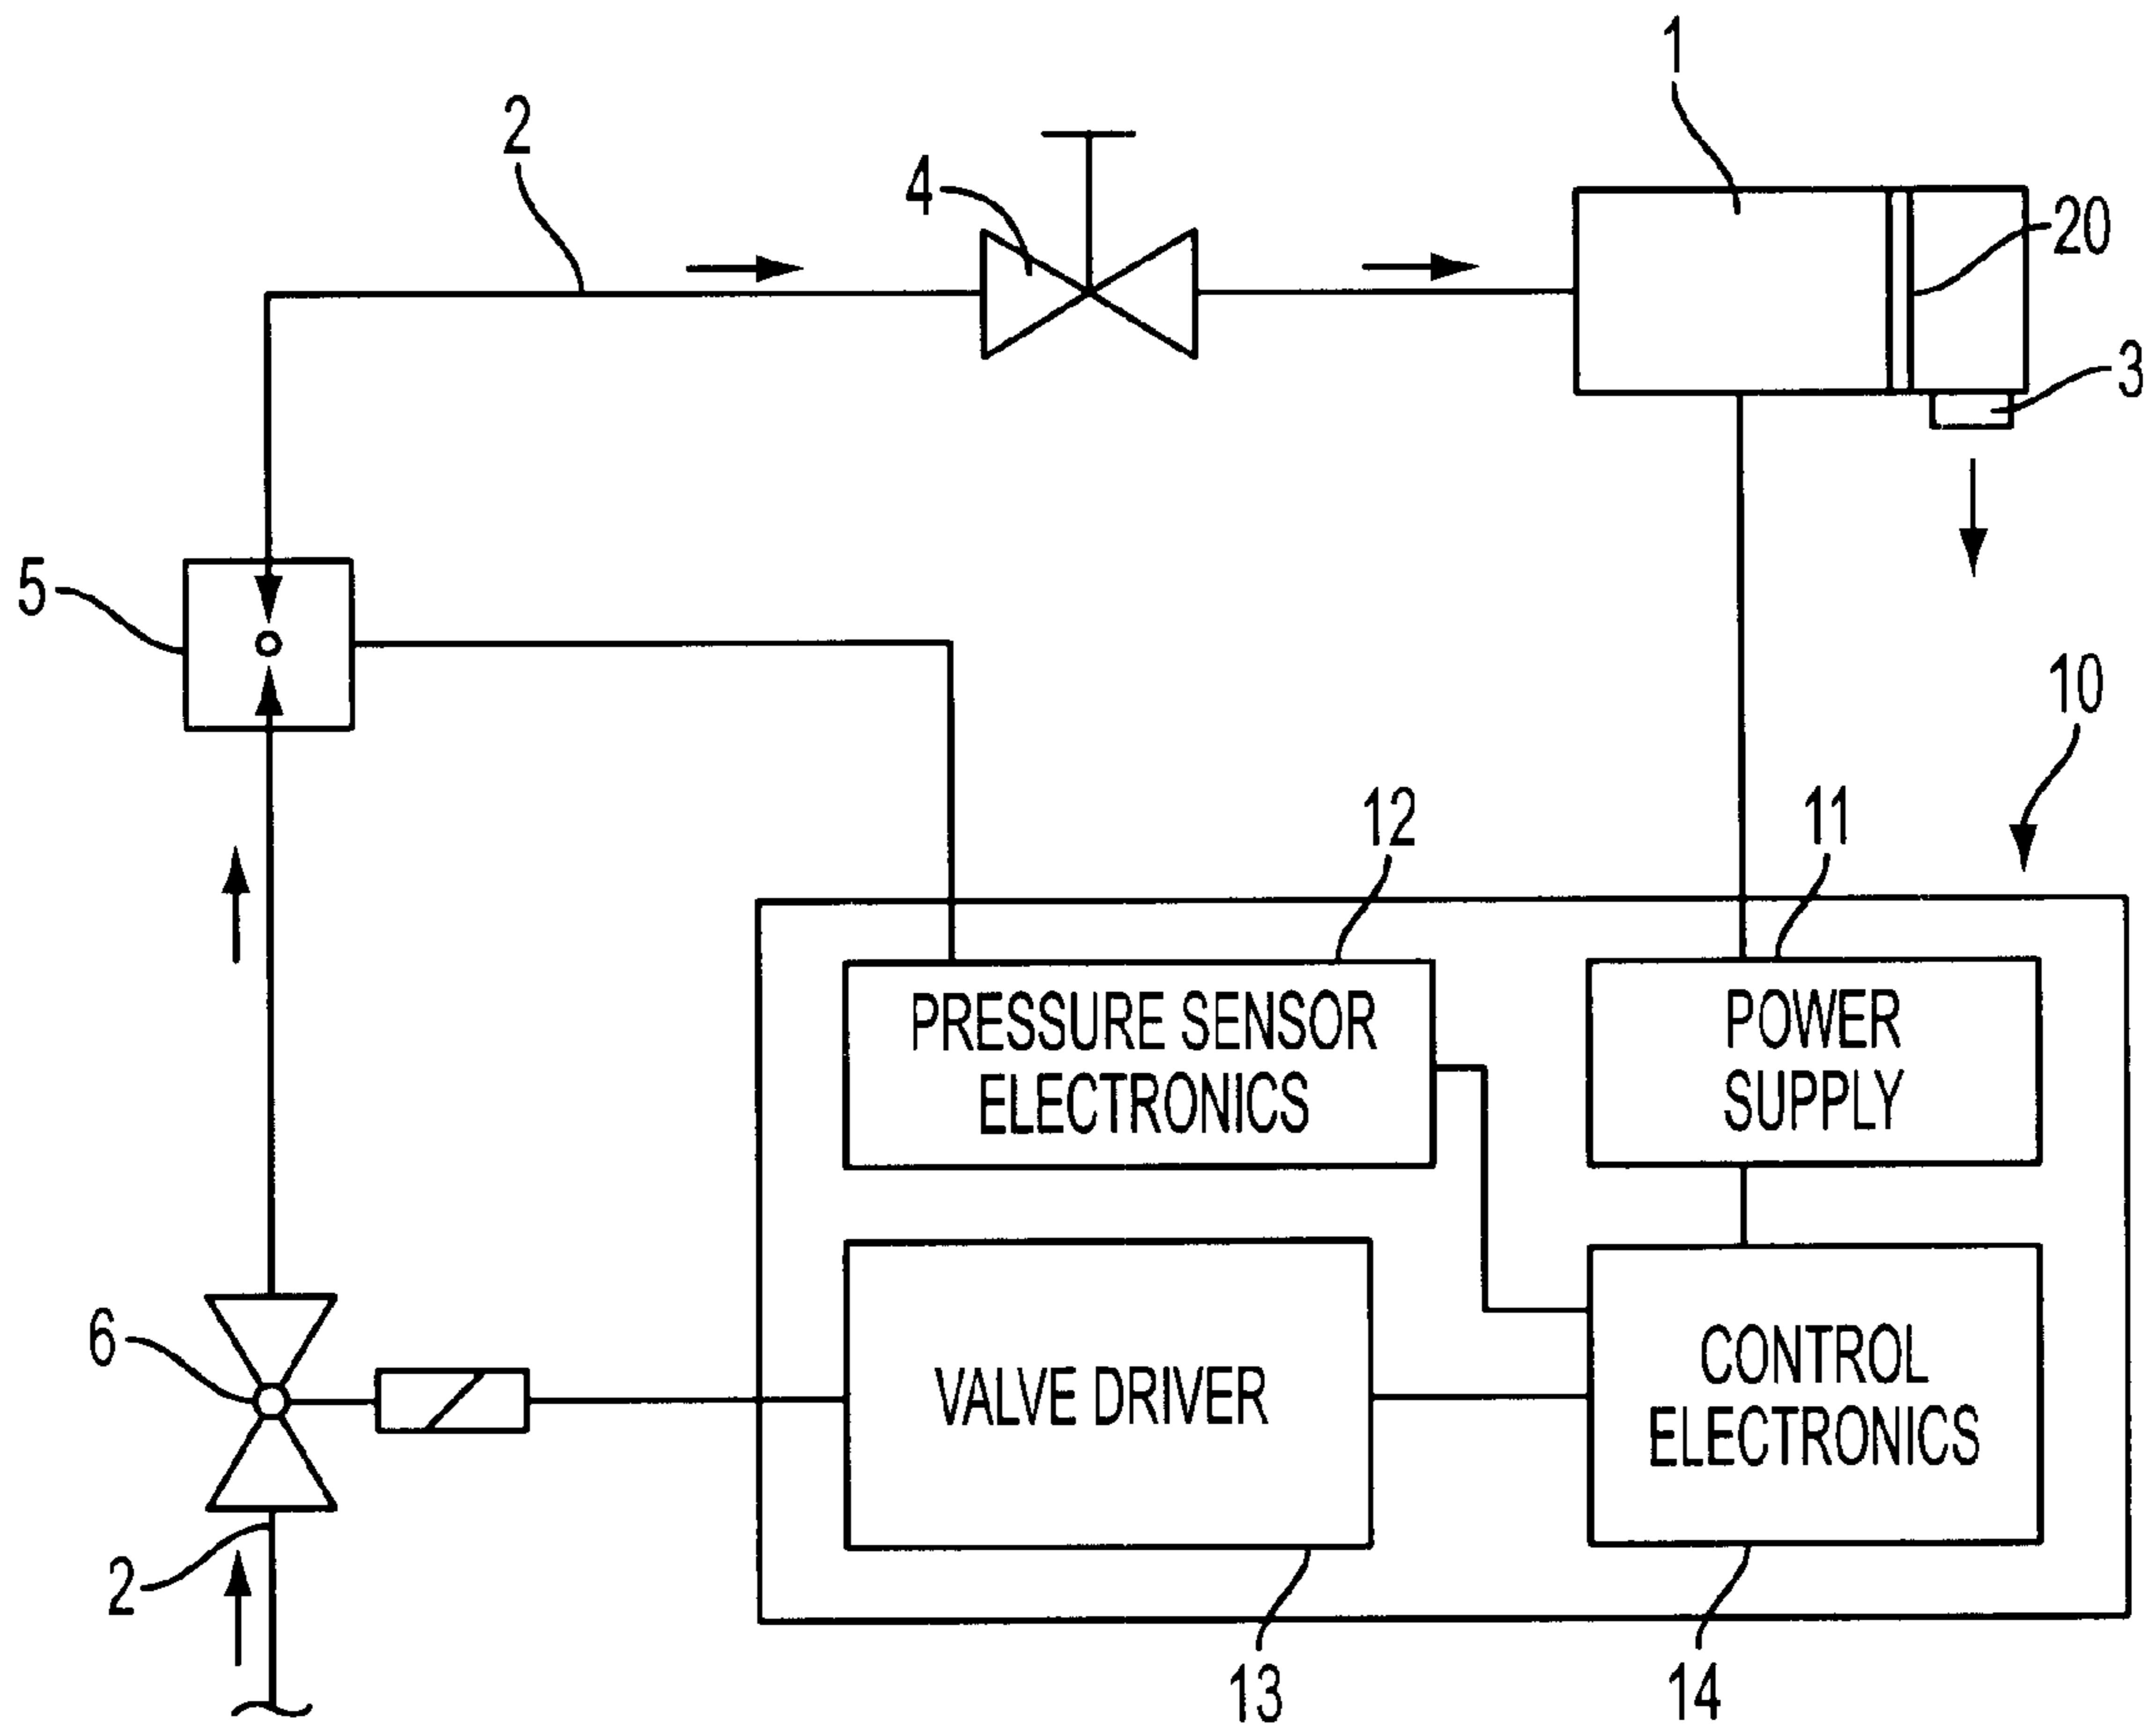 1
2
4
20
3
5
10
12
11
PRESSURE SENSOR
ELECTRONICS
POWER
SUPPLY
6
VALVE DRIVER
CONTROL
ELECTRONICS
2
13
14